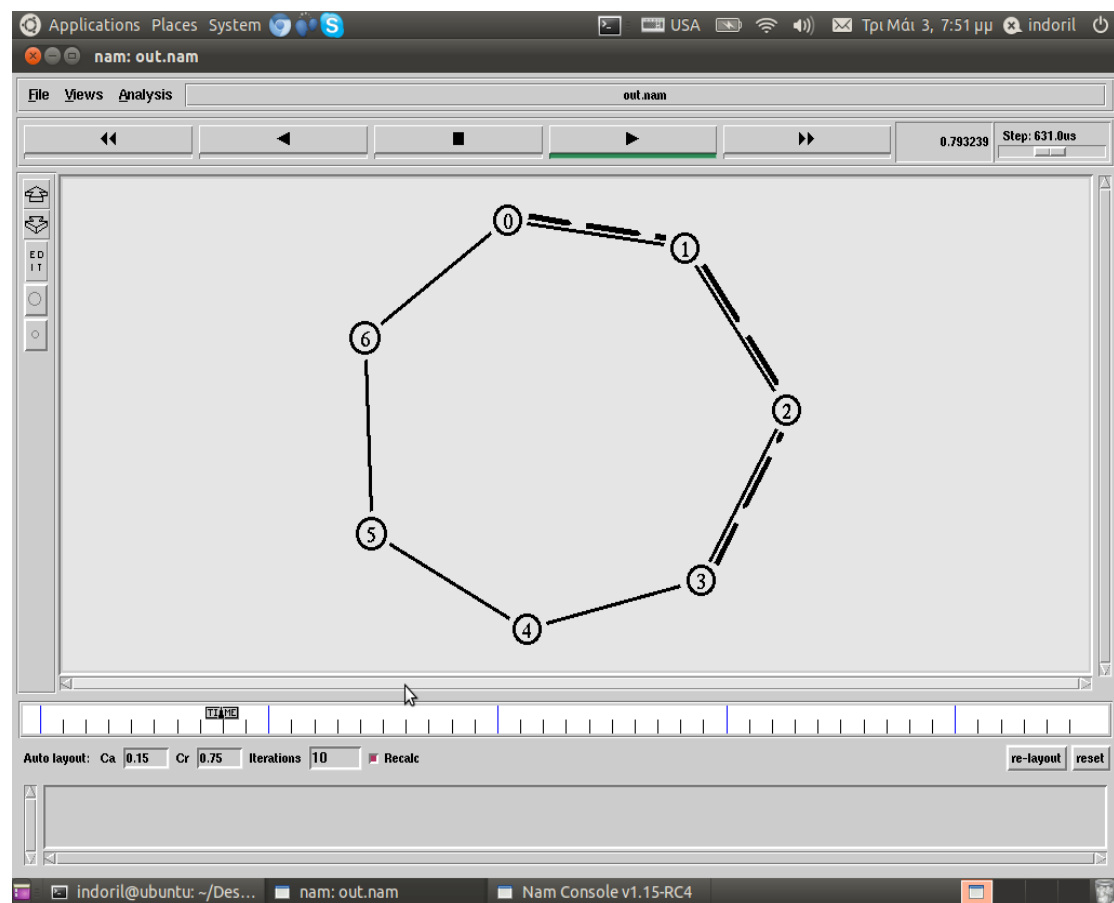 Applications Places System USA Τρι Μάι 3, 7:51 μμ indoril
nam: out.nam
File Views Analysis out.nam
0.793239 Step: 631.0us
ED
IT
0
1
6
2
5
3
4
TIME
Auto layout: Ca 0.15 Cr 0.75 Iterations 10 Recalc re-layout reset
indoril@ubuntu: ~/Des... nam: out.nam Nam Console v1.15-RC4